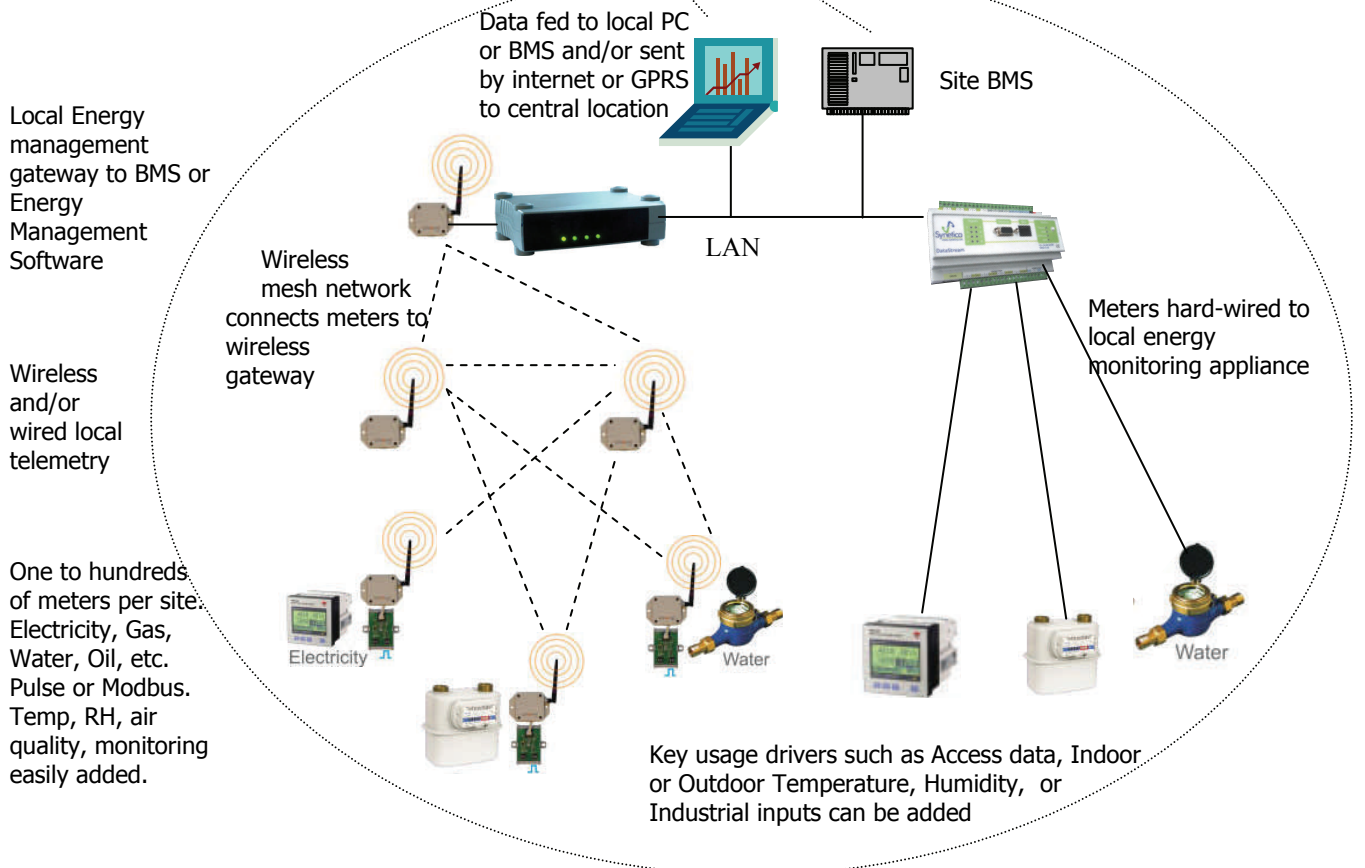 Data fed to local PC
or BMS and/or sent
by internet or GPRS
to central location
Site BMS
Local Energy
management
gateway to BMS or
Energy
Management
Software
LAN
Wireless
mesh network
connects meters to
wireless
gateway
Synetica
DataStream
Meters hard-wired to
local energy
monitoring appliance
Wireless
and/or
wired local
telemetry
One to hundreds
of meters per site.
Electricity, Gas,
Water, Oil, etc.
Pulse or Modbus.
Temp, RH, air
quality, monitoring
easily added.
Electricity
Water
Water
Key usage drivers such as Access data, Indoor
or Outdoor Temperature, Humidity, or
Industrial inputs can be added